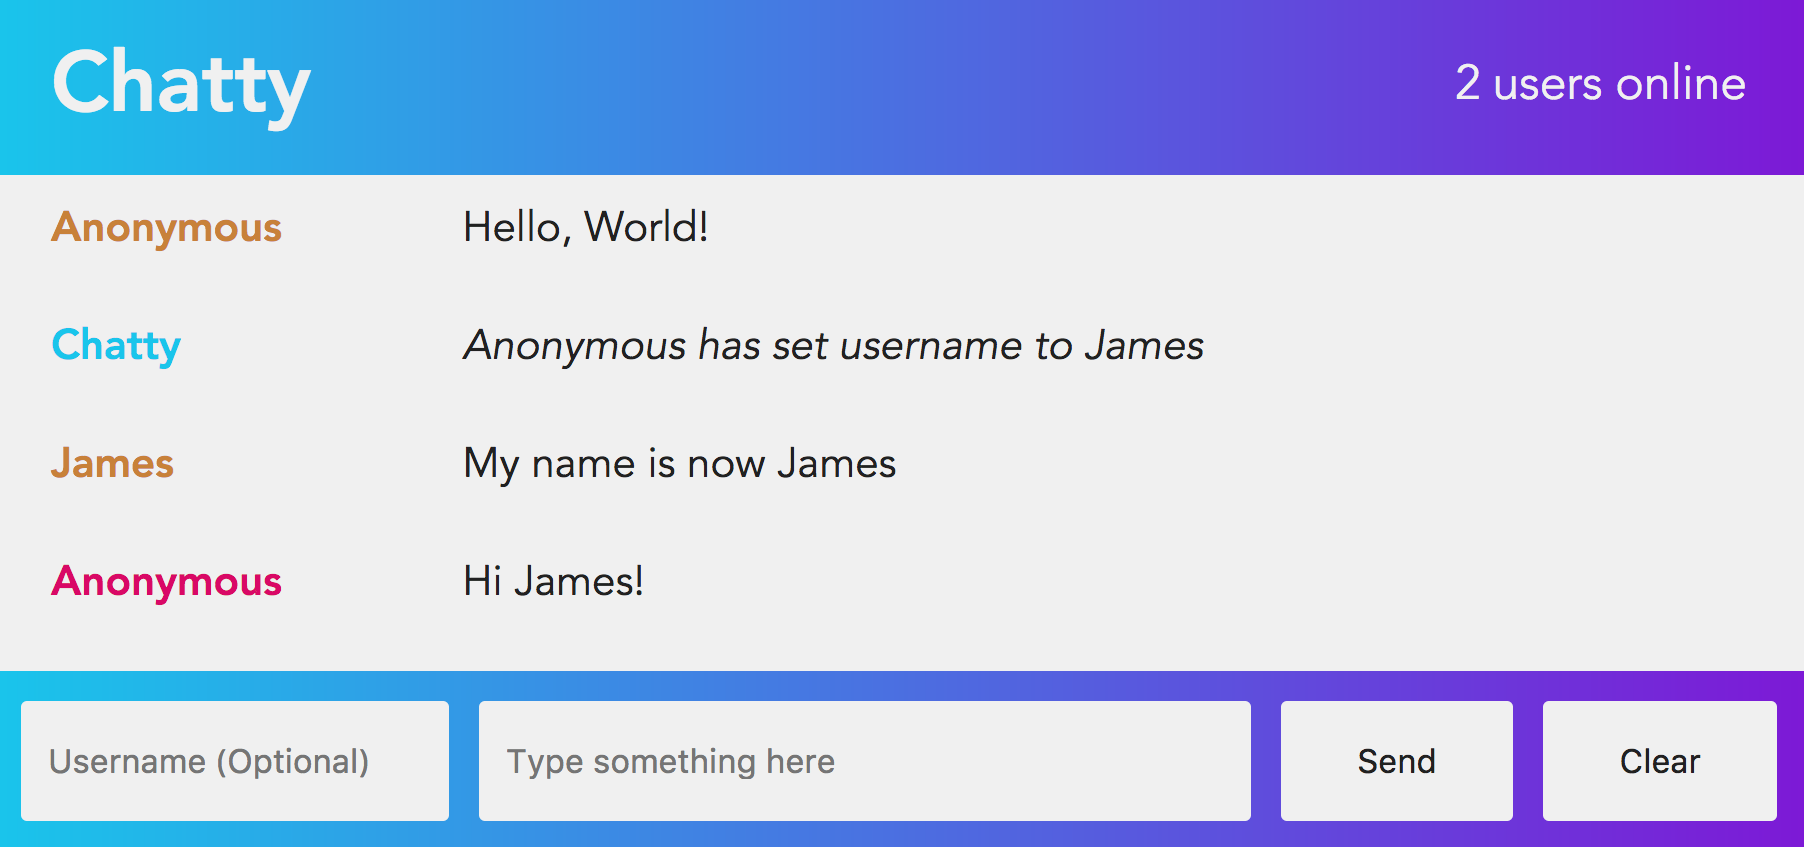 Chatty
2 users online
Anonymous Hello, World!
Chatty Anonymous has set username to James
James My name is now James
Anonymous Hi James!
Username (Optional) Type something here Send Clear